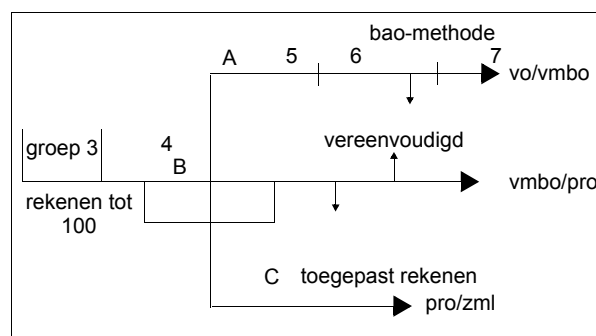 bao-methode
A 5 6 7
vo/vmbo
groep 3 4 vereenvoudigd
B
vmbo/pro
rekenen tot
100
C toegepast rekenen
pro/zml